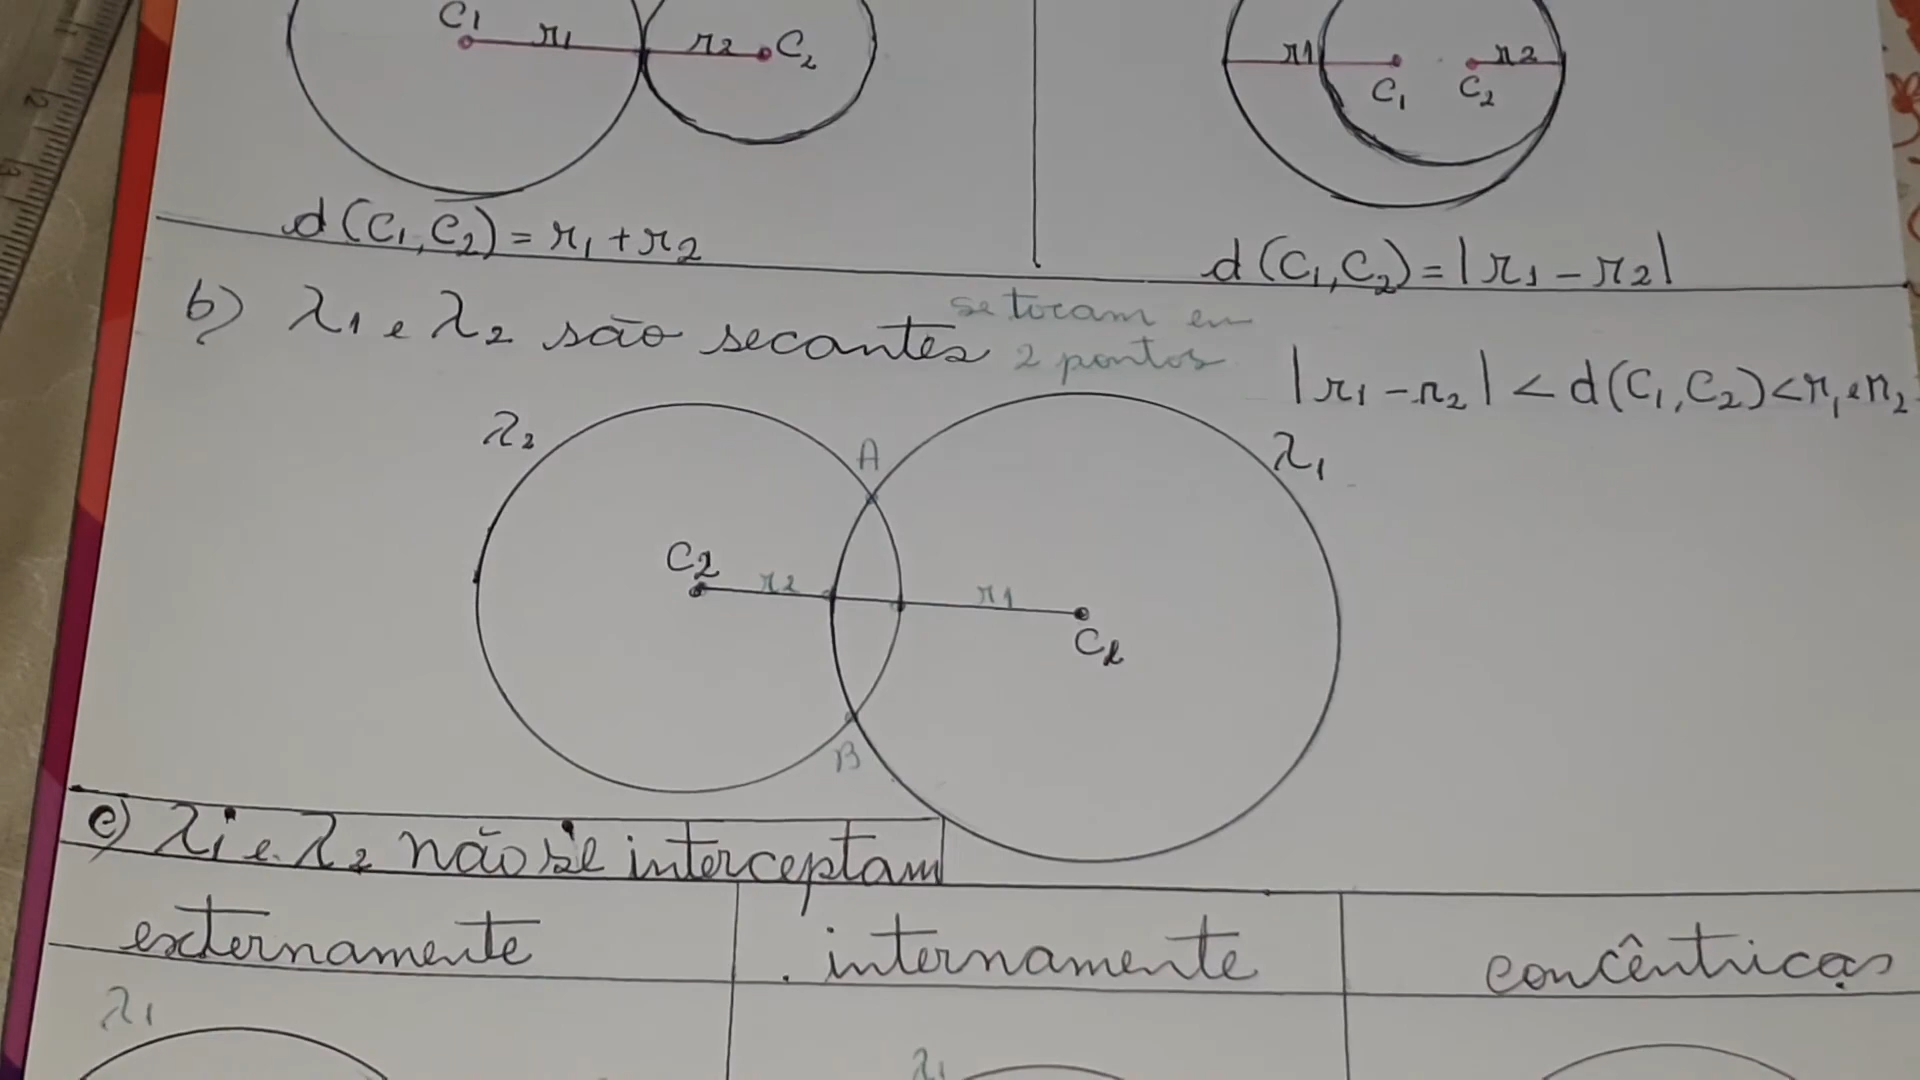 C1 r1 r2 C2
r1 C1 C2 r2
d(C1,C2)=r1+r2
d(C1,C2)=|r1-r2|
b) λ1 e λ2 são secantes
se tocam em
2 pontos
|r1-r2|<d(C1,C2)<r1+r2
λ2
A
λ1
C2 r2 r1
C1
B
c) λ1 e λ2 não se interceptam
externamente
internamente
concêntricas
λ1
λ1